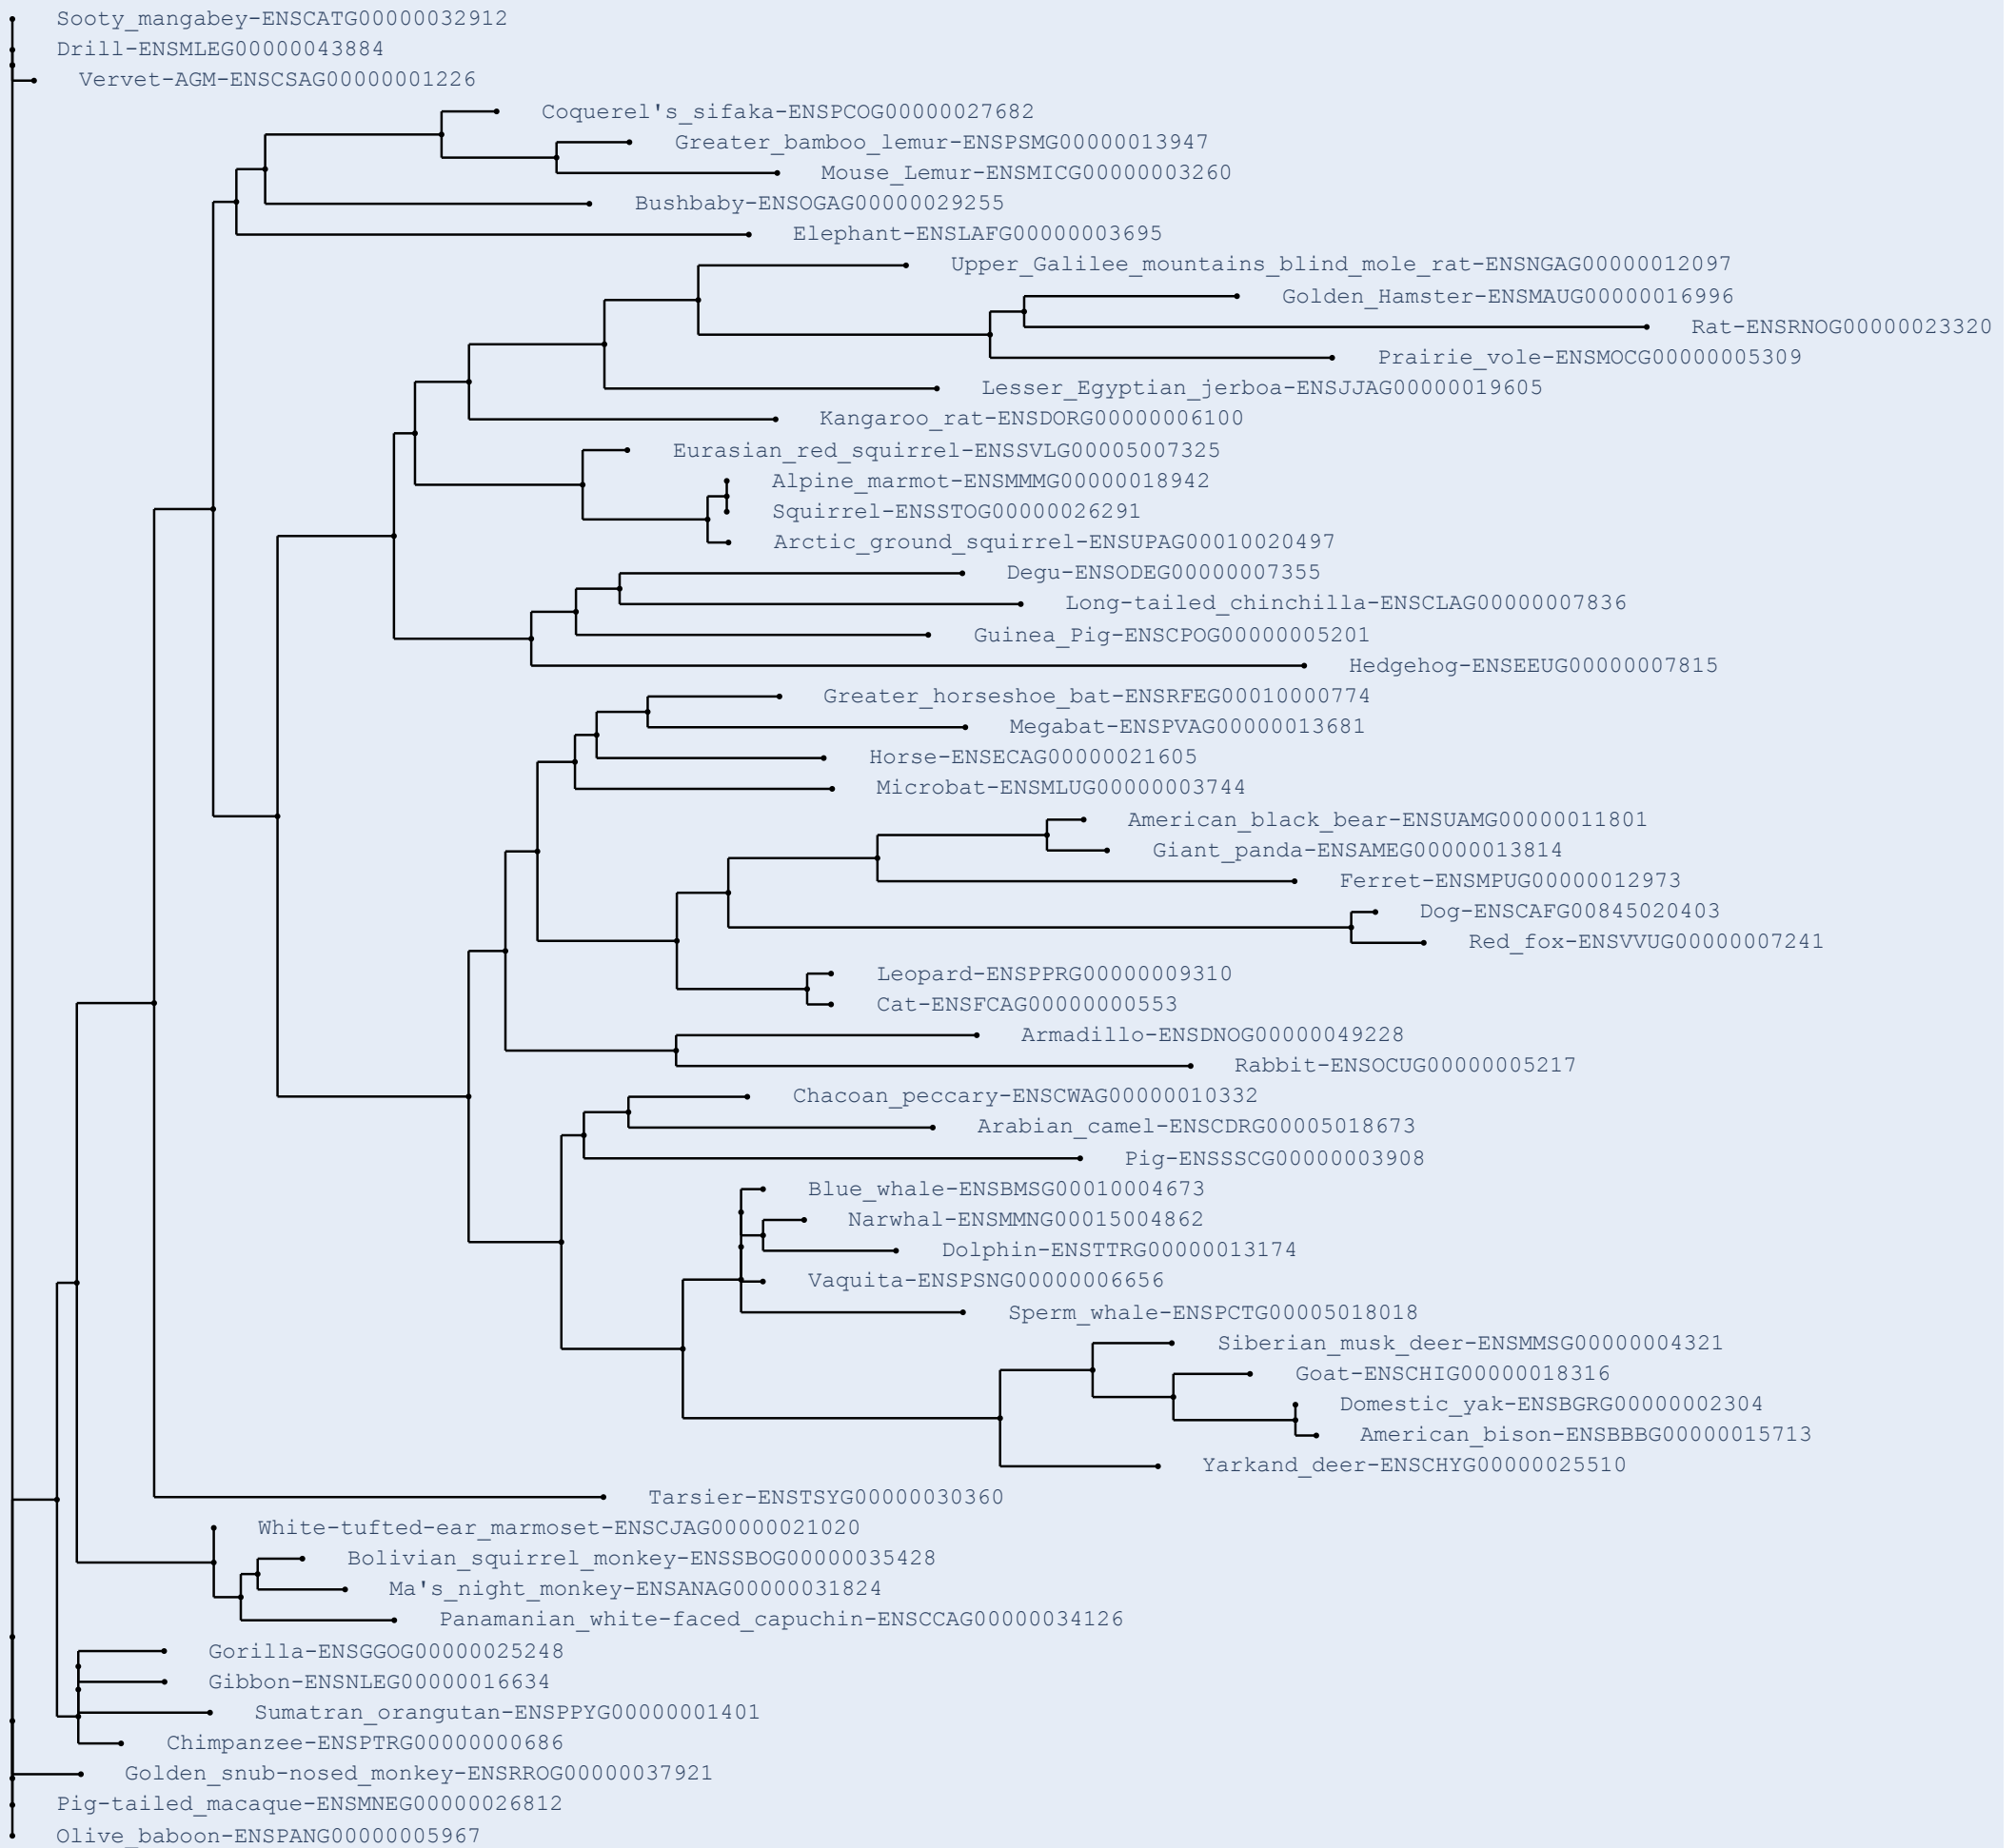 Sooty_mangabey-ENSCATG00000032912
Drill-ENSMLEG00000043884
Vervet-AGM-ENSCSAG00000001226
Coquerel's_sifaka-ENSPCOG00000027682
Greater_bamboo_lemur-ENSPSMG00000013947
Mouse_Lemur-ENSMICG00000003260
Bushbaby-ENSOGAG00000029255
Elephant-ENSLAFG00000003695
Upper_Galilee_mountains_blind_mole_rat-ENSNGAG00000012097
Golden_Hamster-ENSMAUG00000016996
Rat-ENSRNOG00000023320
Prairie_vole-ENSMOCG00000005309
Lesser_Egyptian_jerboa-ENSJJAG00000019605
Kangaroo_rat-ENSDORG00000006100
Eurasian_red_squirrel-ENSSVLG00005007325
Alpine_marmot-ENSMMMG00000018942
Squirrel-ENSSTOG00000026291
Arctic_ground_squirrel-ENSUPAG00010020497
Degu-ENSODEG00000007355
Long-tailed_chinchilla-ENSCLAG00000007836
Guinea_Pig-ENSCPOG00000005201
Hedgehog-ENSEEUG00000007815
Greater_horseshoe_bat-ENSRFEG00010000774
Megabat-ENSPVAG00000013681
Horse-ENSECAG00000021605
Microbat-ENSMLUG00000003744
American_black_bear-ENSUAMG00000011801
Giant_panda-ENSAMEG00000013814
Ferret-ENSMPUG00000012973
Dog-ENSCAFG00845020403
Red_fox-ENSVVUG00000007241
Leopard-ENSPPRG00000009310
Cat-ENSFCAG00000000553
Armadillo-ENSDNOG00000049228
Rabbit-ENSOCUG00000005217
Chacoan_peccary-ENSCWAG00000010332
Arabian_camel-ENSCDRG00005018673
Pig-ENSSSCG00000003908
Blue_whale-ENSBMSG00010004673
Narwhal-ENSMMNG00015004862
Dolphin-ENSTTRG00000013174
Vaquita-ENSPSNG00000006656
Sperm_whale-ENSPCTG00005018018
Siberian_musk_deer-ENSMMSG00000004321
Goat-ENSCHIG00000018316
Domestic_yak-ENSBGRG00000002304
American_bison-ENSBBBG00000015713
Yarkand_deer-ENSCHYG00000025510
Tarsier-ENSTSYG00000030360
White-tufted-ear_marmoset-ENSCJAG00000021020
Bolivian_squirrel_monkey-ENSSBOG00000035428
Ma's_night_monkey-ENSANAG00000031824
Panamanian_white-faced_capuchin-ENSCCAG00000034126
Gorilla-ENSGGOG00000025248
Gibbon-ENSNLEG00000016634
Sumatran_orangutan-ENSPPYG00000001401
Chimpanzee-ENSPTRG00000000686
Golden_snub-nosed_monkey-ENSRROG00000037921
Pig-tailed_macaque-ENSMNEG00000026812
Olive_baboon-ENSPANG00000005967